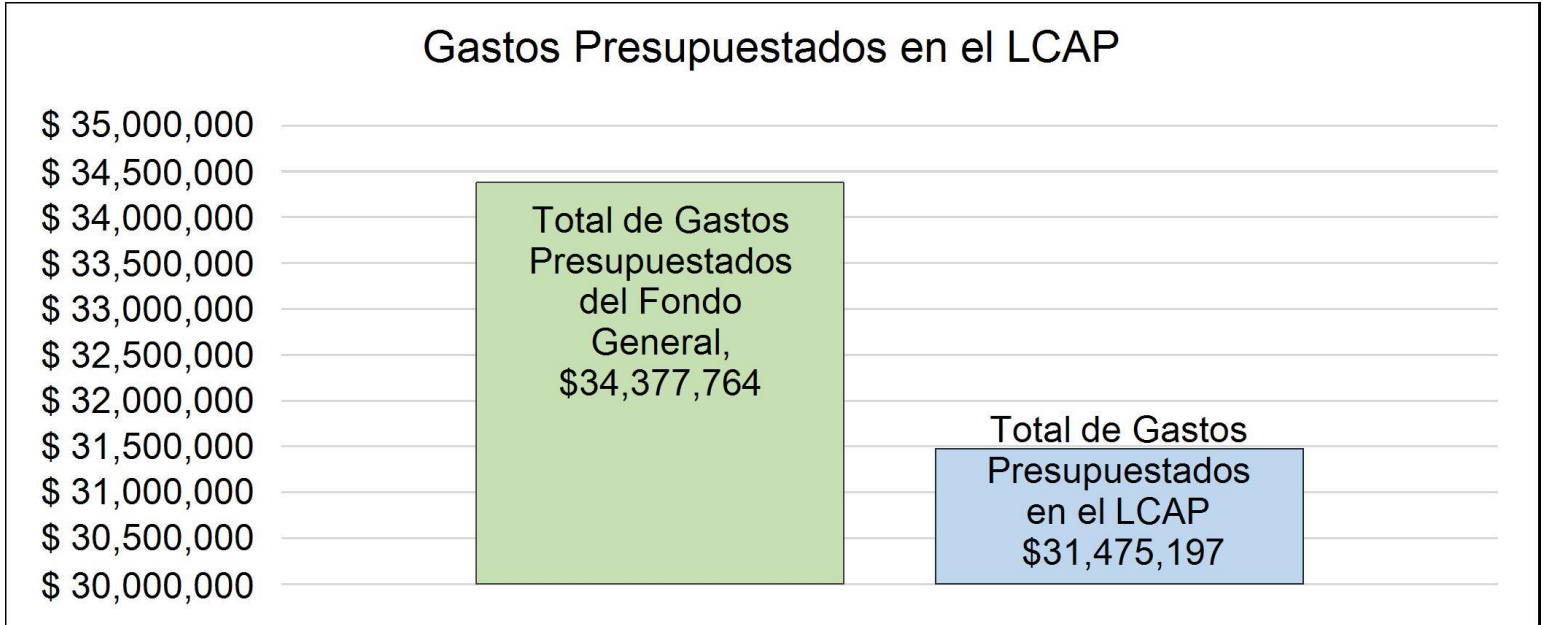 Gastos Presupuestados en el LCAP
$ 35,000,000
$ 34,500,000
$ 34,000,000
$ 33,500,000
$ 33,000,000
$ 32,500,000
$ 32,000,000
$ 31,500,000
$ 31,000,000
$ 30,500,000
$ 30,000,000
Total de Gastos
Presupuestados
del Fondo
General,
$34,377,764
Total de Gastos
Presupuestados
en el LCAP
$31,475,197